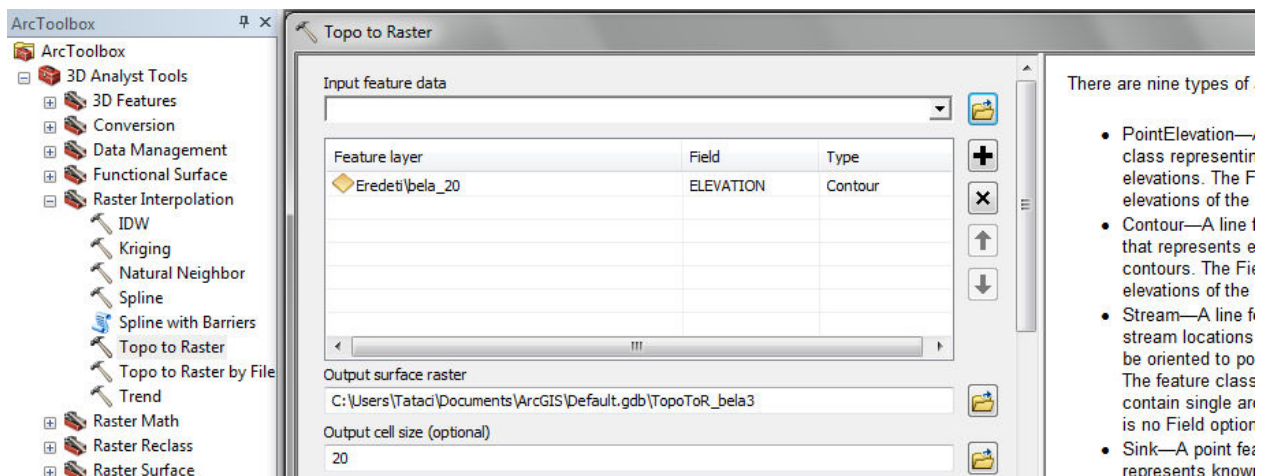 ArcToolbox
ArcToolbox
3D Analyst Tools
3D Features
Conversion
Data Management
Functional Surface
Raster Interpolation
IDW
Kriging
Natural Neighbor
Spline
Spline with Barriers
Topo to Raster
Topo to Raster by File
Trend
Raster Math
Raster Reclass
Raster Surface
Topo to Raster
Input feature data
Feature layer Field Type
Eredeti\bela_20 ELEVATION Contour
Output surface raster
C:\Users\Tataci\Documents\ArcGIS\Default.gdb\TopoToR_bela3
Output cell size (optional)
20
There are nine types of
• PointElevation—
class representin
elevations. The F
elevations of the
• Contour—A line f
that represents e
contours. The Fie
elevations of the
• Stream—A line fe
stream locations
be oriented to po
The feature class
contain single arc
is no Field option
• Sink—A point fea
represents known